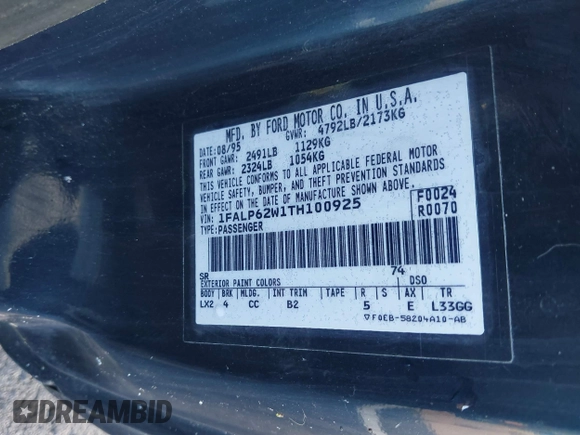 MFD. BY FORD MOTOR CO. IN U.S.A.
DATE: 08/95 GVWR: 4792LB/2173KG
FRONT GAWR: 2491LB 1129KG
REAR GAWR: 2324LB 1054KG
THIS VEHICLE CONFORMS TO ALL APPLICABLE FEDERAL MOTOR
VEHICLE SAFETY, BUMPER, AND THEFT PREVENTION STANDARDS
IN EFFECT ON THE DATE OF MANUFACTURE SHOWN ABOVE.
VIN: 1FALP62W1TH100925 F0024
TYPE: PASSENGER R0070
SR 74
EXTERIOR PAINT COLORS DSO
BODY BRK MLDG. INT TRIM TAPE R S AX TR
LX2 4 CC B2 5 E L33GG
▽F0EB-58204A10-AB
DREAMBID